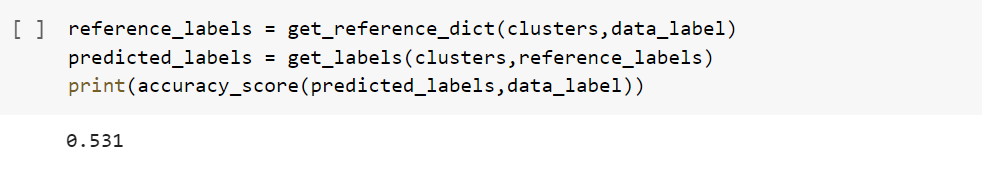 [ ] reference_labels = get_reference_dict(clusters,data_label)
predicted_labels = get_labels(clusters,reference_labels)
print(accuracy_score(predicted_labels,data_label))
0.531